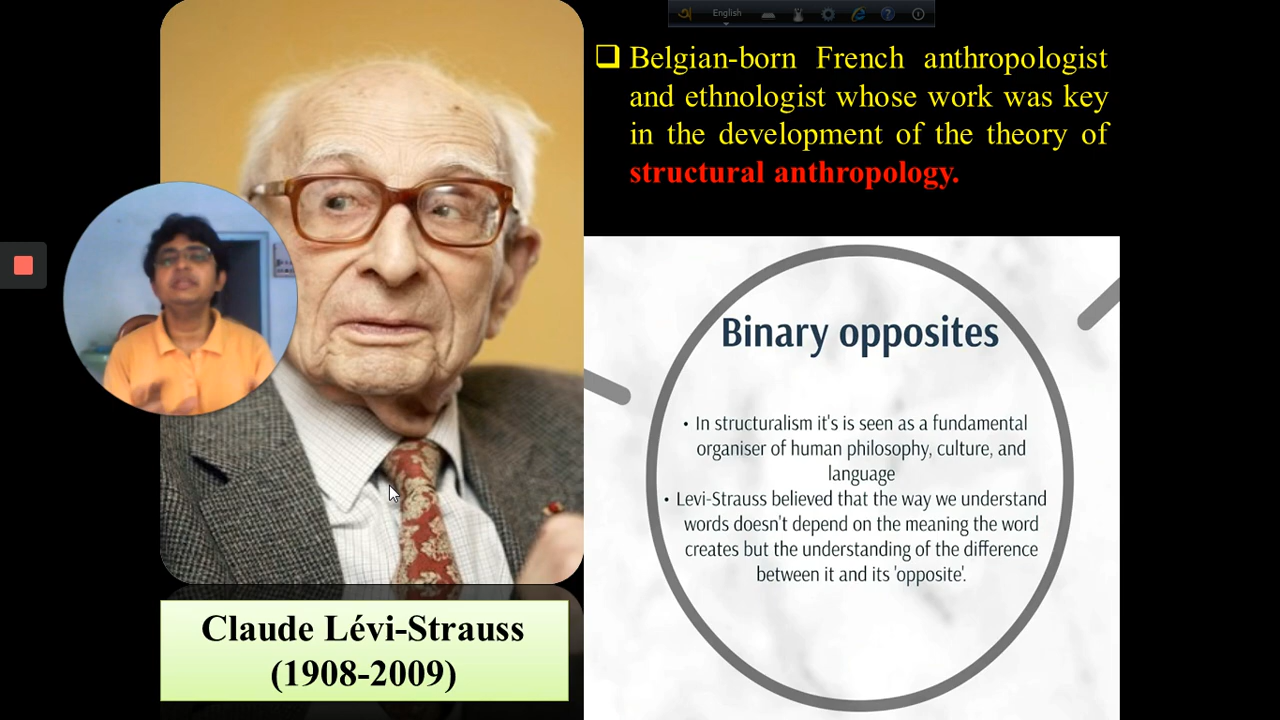 English
Belgian-born French anthropologist
and ethnologist whose work was key
in the development of the theory of
structural anthropology.
Binary opposites
• In structuralism it's is seen as a fundamental
organiser of human philosophy, culture, and
language
• Levi-Strauss believed that the way we understand
words doesn't depend on the meaning the word
creates but the understanding of the difference
between it and its 'opposite'.
Claude Lévi-Strauss
(1908-2009)